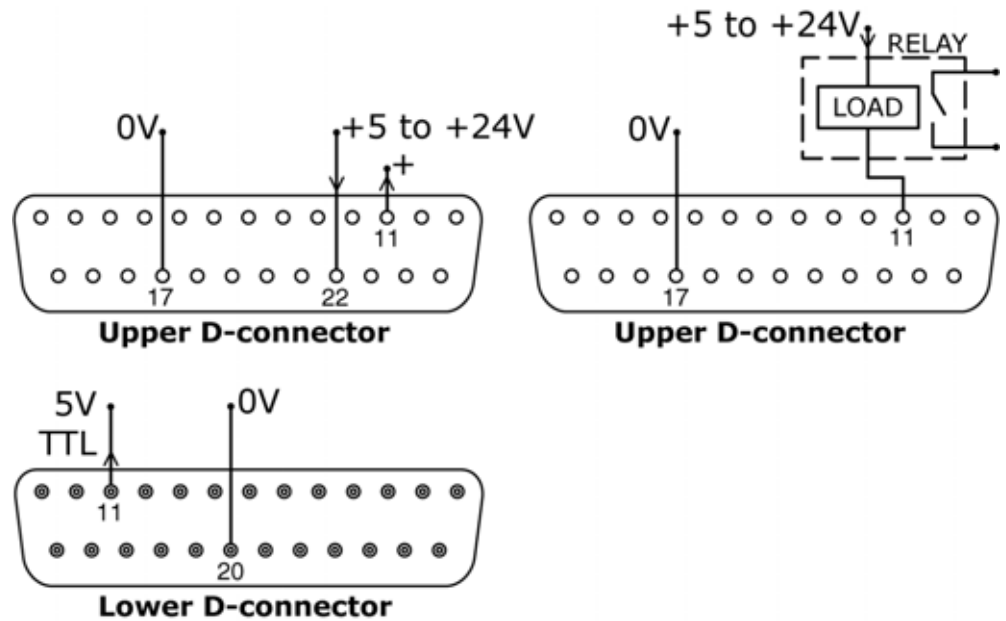 0V
+5 to +24V
+
11
17
22
Upper D-connector
+5 to +24V
RELAY
LOAD
0V
11
17
Upper D-connector
5V
TTL
0V
11
20
Lower D-connector